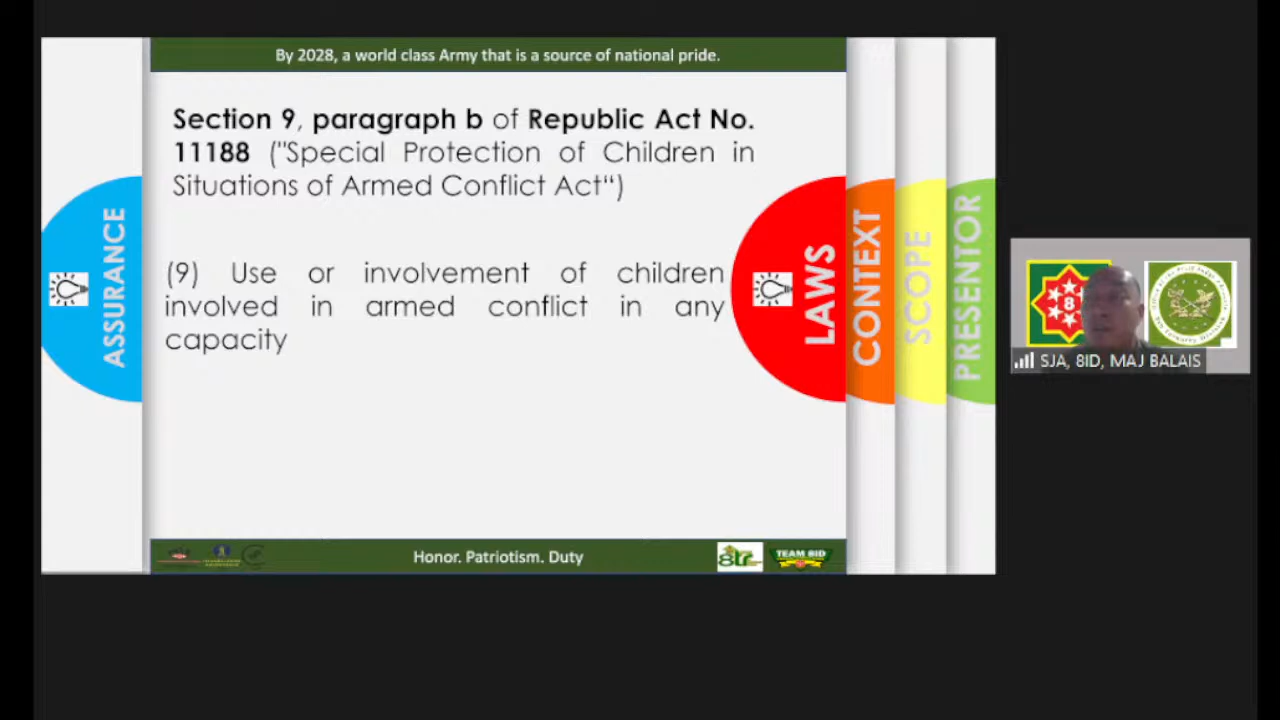 By 2028, a world class Army that is a source of national pride.
Section 9, paragraph b of Republic Act No.
11188 ("Special Protection of Children in
Situations of Armed Conflict Act“)
(9) Use or involvement of children
involved in armed conflict in any
capacity
ASSURANCE
LAWS
CONTEXT
SCOPE
PRESENTOR
8
SJA, 8ID, MAJ BALAIS
Honor. Patriotism. Duty
TEAM 8ID